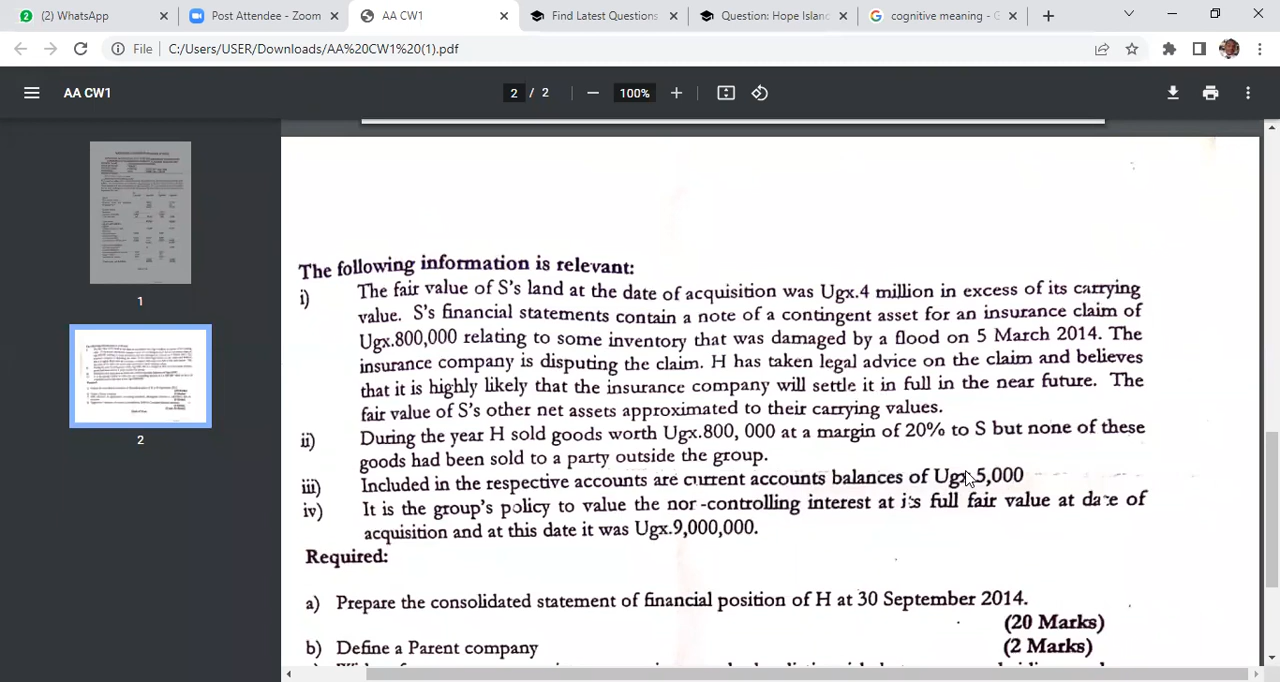 (2) WhatsApp
Post Attendee - Zoom
AA CW1
Find Latest Questions
Question: Hope Islan
cognitive meaning - G
File
C:/Users/USER/Downloads/AA%20CW1%20(1).pdf
AA CW1
2 / 2
100%
1
2
The following information is relevant:
i) The fair value of S's land at the date of acquisition was Ugx.4 million in excess of its carrying
value. S's financial statements contain a note of a contingent asset for an insurance claim of
Ugx.800,000 relating to some inventory that was damaged by a flood on 5 March 2014. The
insurance company is disputing the claim. H has taken legal advice on the claim and believes
that it is highly likely that the insurance company will settle it in full in the near future. The
fair value of S's other net assets approximated to their carrying values.
ii) During the year H sold goods worth Ugx.800, 000 at a margin of 20% to S but none of these
goods had been sold to a party outside the group.
iii) Included in the respective accounts are current accounts balances of Ugx.5,000
iv) It is the group's policy to value the non-controlling interest at its full fair value at date of
acquisition and at this date it was Ugx.9,000,000.
Required:
a) Prepare the consolidated statement of financial position of H at 30 September 2014.
(20 Marks)
b) Define a Parent company (2 Marks)